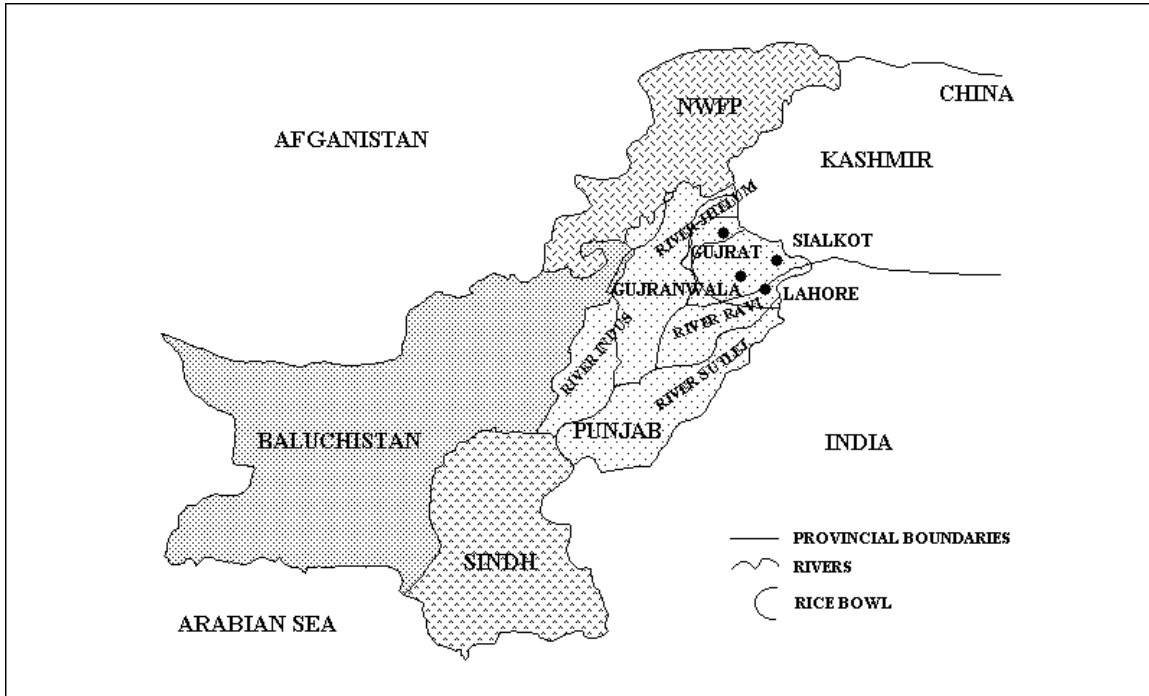 NWFP
CHINA
AFGANISTAN
KASHMIR
RIVER JHELUM
SIALKOT
GUJRAT
GUJRANWALA
LAHORE
RIVER RAVI
RIVER INDUS
RIVER SUTLEJ
PUNJAB
BALUCHISTAN
INDIA
PROVINCIAL BOUNDARIES
SINDH
RIVERS
RICE BOWL
ARABIAN SEA